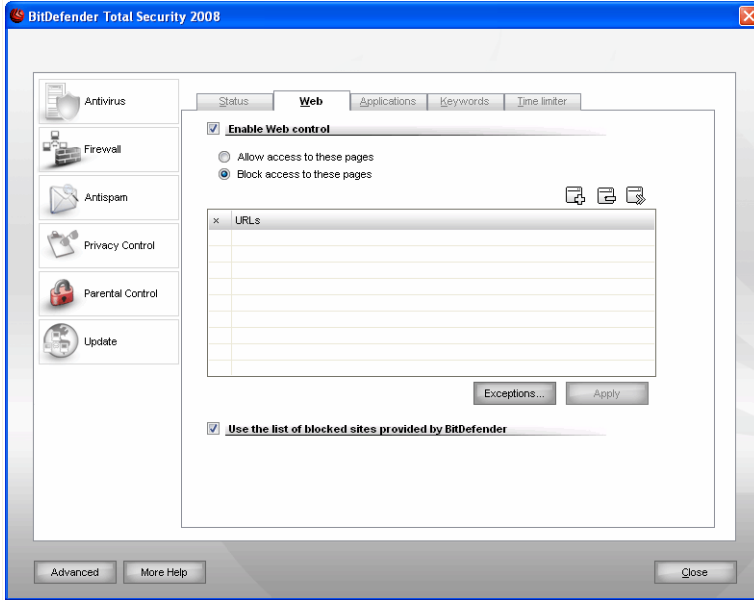 BitDefender Total Security 2008
Antivirus
Firewall
Antispam
Privacy Control
Parental Control
Update
Status Web Applications Keywords Time limiter
Enable Web control
Allow access to these pages
Block access to these pages
× URLs
Exceptions... Apply
Use the list of blocked sites provided by BitDefender
Advanced More Help Close